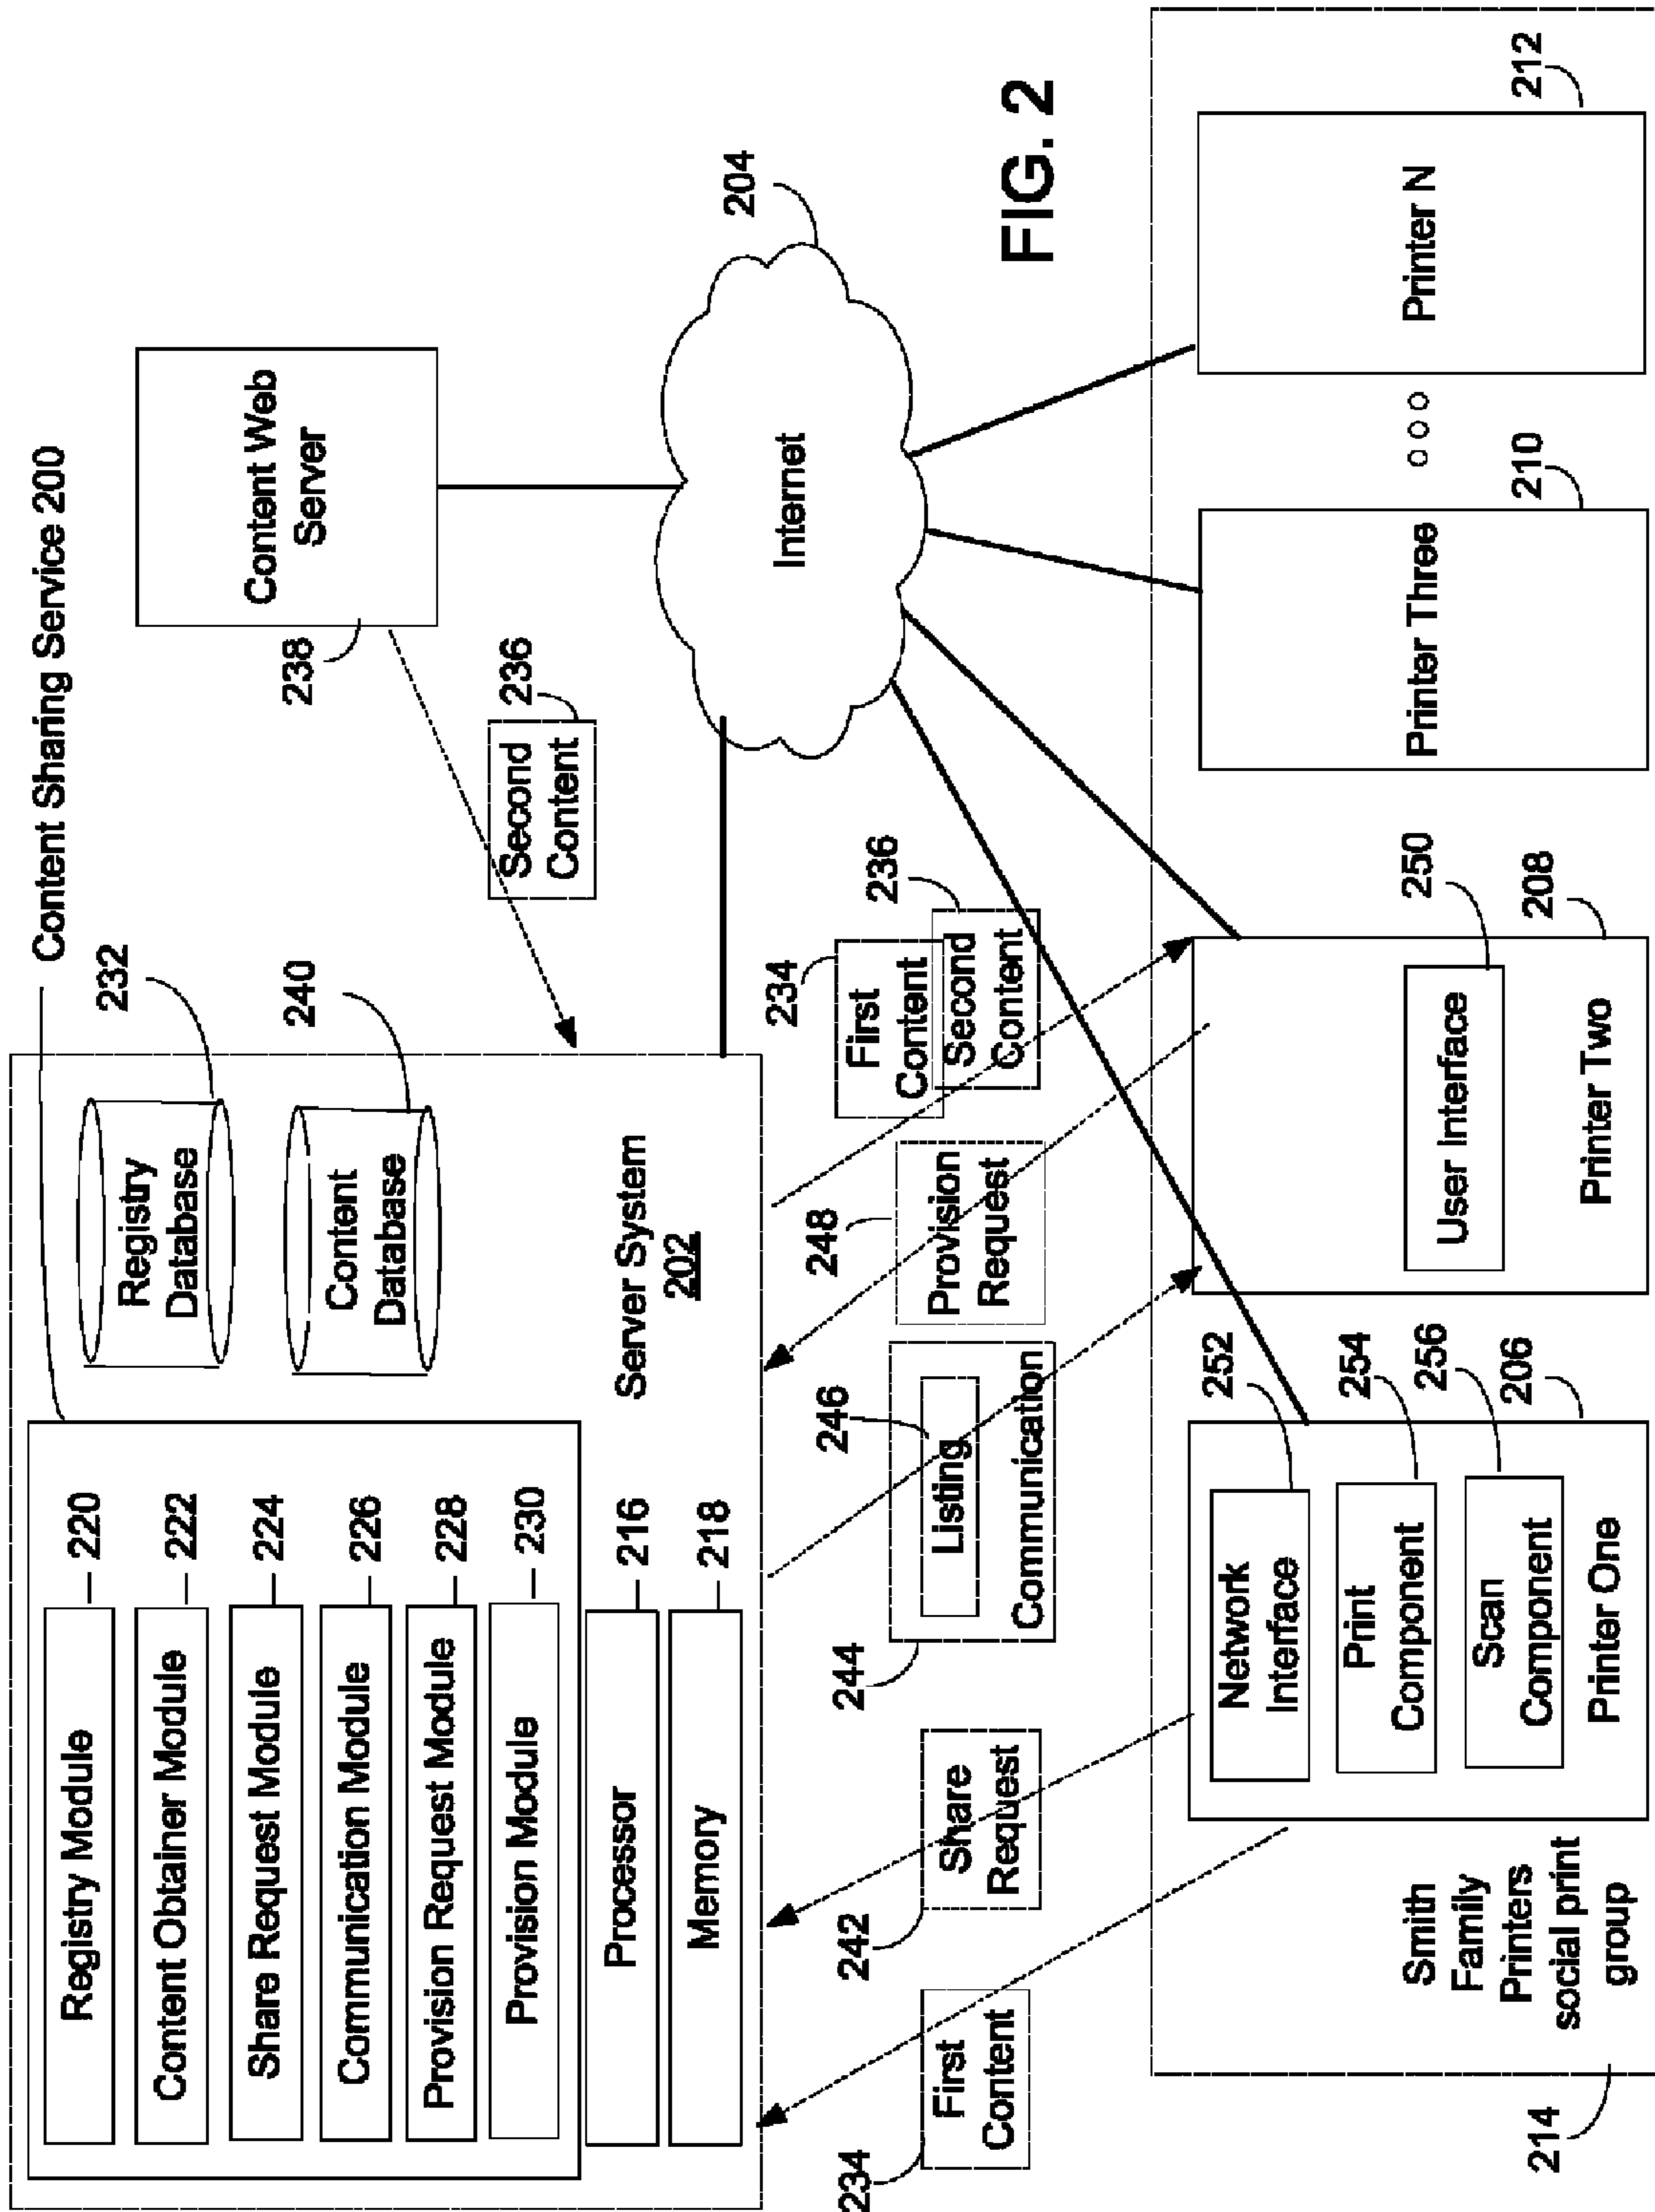 Content Sharing Service 200
Registry Module
220
Content Obtainer Module
222
Share Request Module
224
Communication Module
226
Provision Request Module
228
Provision Module
230
Processor
216
Memory
218
Registry
Database
232
Content
Database
240
Server System
202
Content Web
Server
238
Second
Content
236
Internet
204
234
First
Content
First
Content
234
Second
Content
236
Share
Request
242
Listing
246
Communication
244
Provision
Request
248
FIG. 2
Smith
Family
Printers
social print
group
214
Network
Interface
252
Print
Component
254
Scan
Component
256
Printer One
206
User Interface
250
Printer Two
208
Printer Three
210
Printer N
212